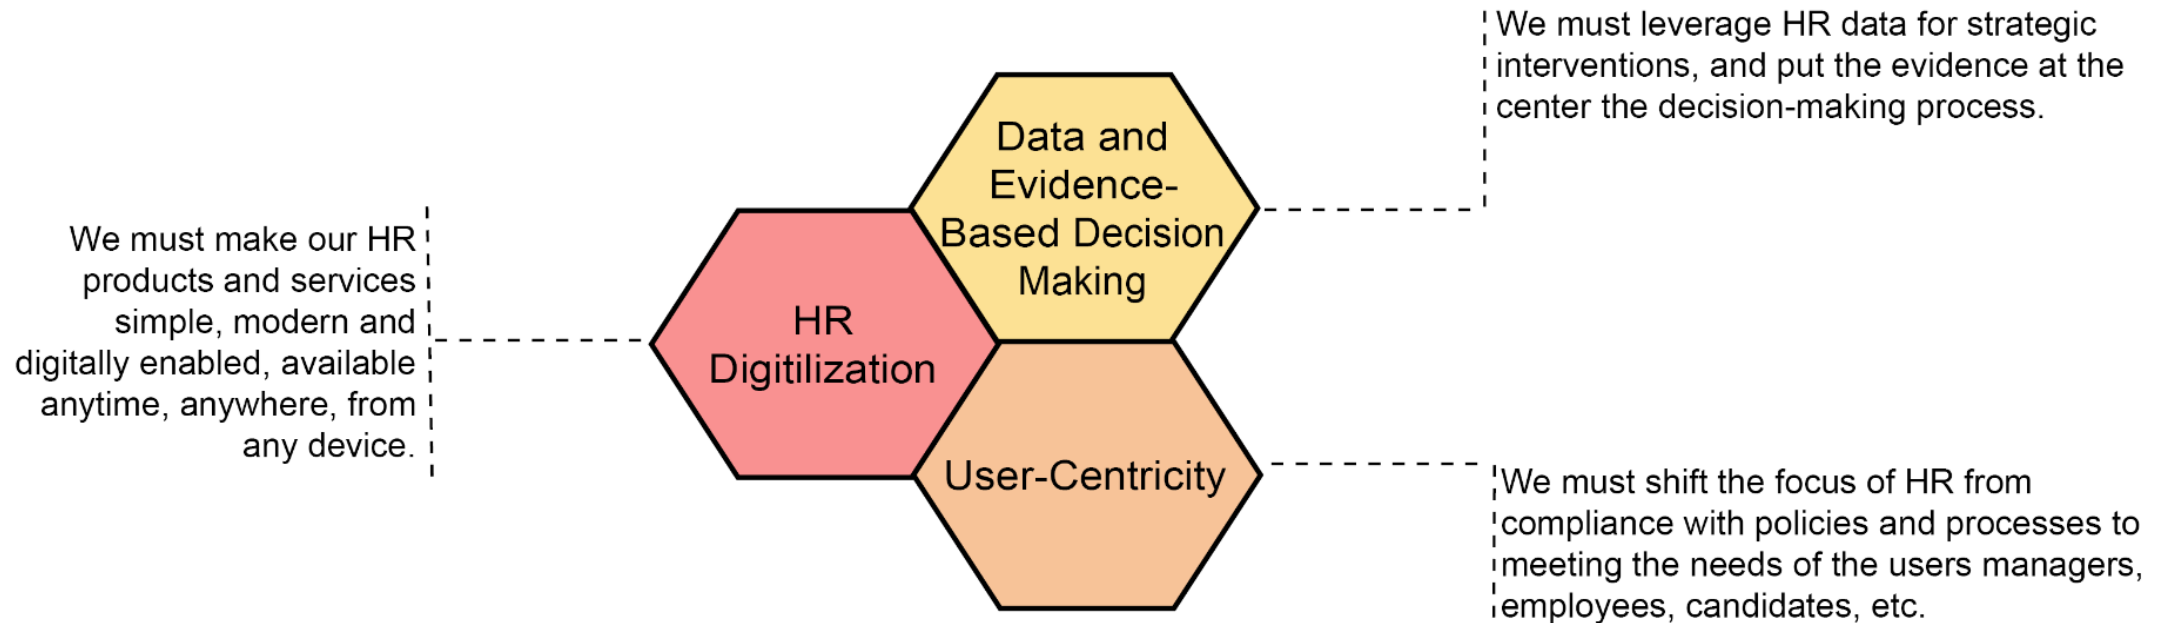 We must leverage HR data for strategic
interventions, and put the evidence at the
center the decision-making process.
Data and
Evidence-
Based Decision
Making
We must make our HR
products and services
simple, modern and
digitally enabled, available
anytime, anywhere, from
any device.
HR
Digitilization
User-Centricity
We must shift the focus of HR from
compliance with policies and processes to
meeting the needs of the users managers,
employees, candidates, etc.